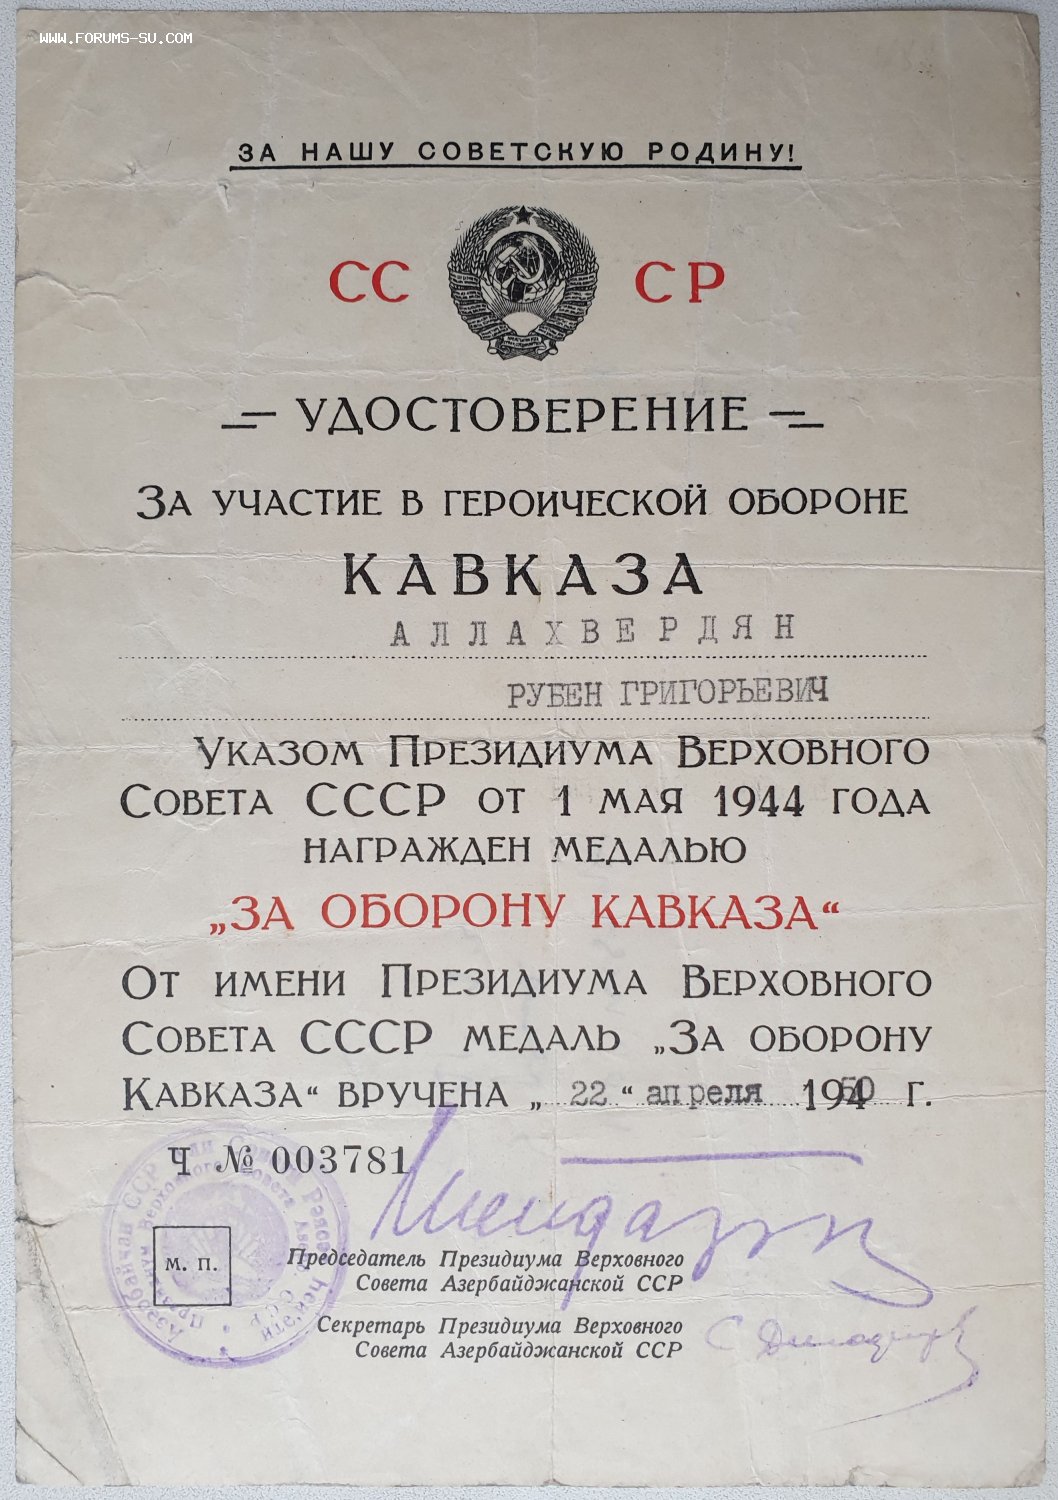 WWW.FORUMS-SU.COM
ЗА НАШУ СОВЕТСКУЮ РОДИНУ!
СС СР
УДОСТОВЕРЕНИЕ
ЗА УЧАСТИЕ В ГЕРОИЧЕСКОЙ ОБОРОНЕ
КАВКАЗА
АЛЛАХВЕРДЯН
РУБЕН ГРИГОРЬЕВИЧ
УКАЗОМ ПРЕЗИДИУМА ВЕРХОВНОГО
СОВЕТА СССР ОТ 1 МАЯ 1944 ГОДА
НАГРАЖДЕН МЕДАЛЬЮ
„ЗА ОБОРОНУ КАВКАЗА“
ОТ ИМЕНИ ПРЕЗИДИУМА ВЕРХОВНОГО
СОВЕТА СССР МЕДАЛЬ „ЗА ОБОРОНУ
КАВКАЗА“ ВРУЧЕНА „ 22 “ апреля 1950 г.
Ч № 003781
М. П.
Председатель Президиума Верховного
Совета Азербайджанской ССР
Секретарь Президиума Верховного
Совета Азербайджанской ССР